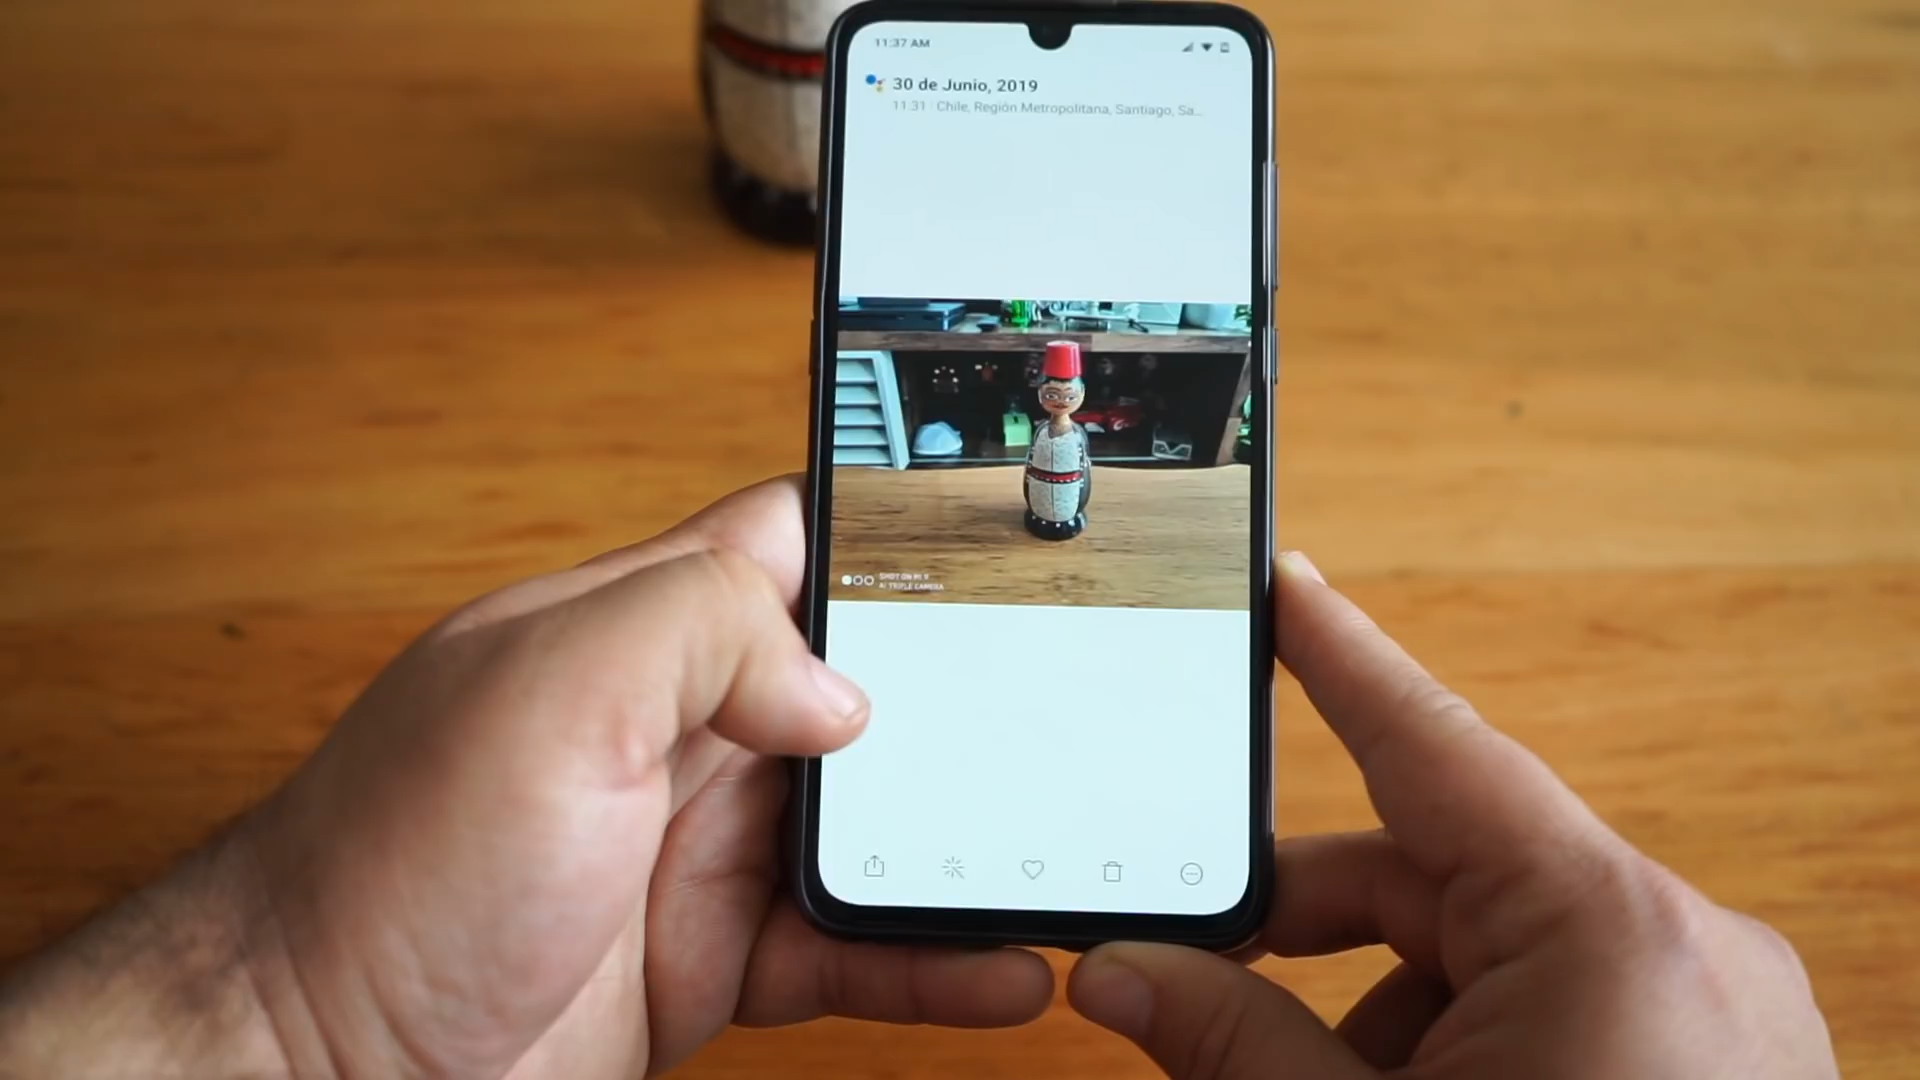 11:37 AM
30 de Junio, 2019
11:31 | Chile, Región Metropolitana, Santiago, Sa...
SHOT ON MI 9
AI TRIPLE CAMERA